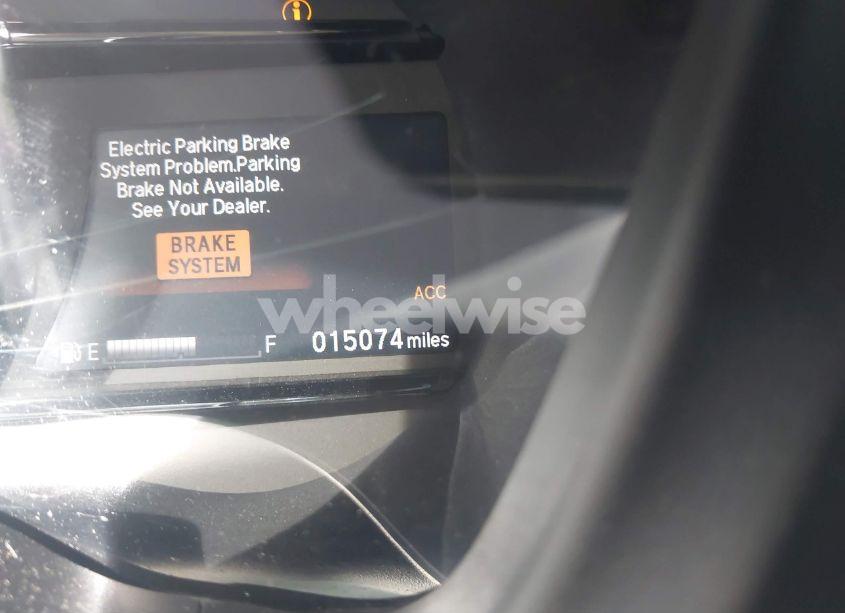 Electric Parking Brake
System Problem.Parking
Brake Not Available.
See Your Dealer.
BRAKE
SYSTEM
ACC
wheelwise
E
F
015074 miles